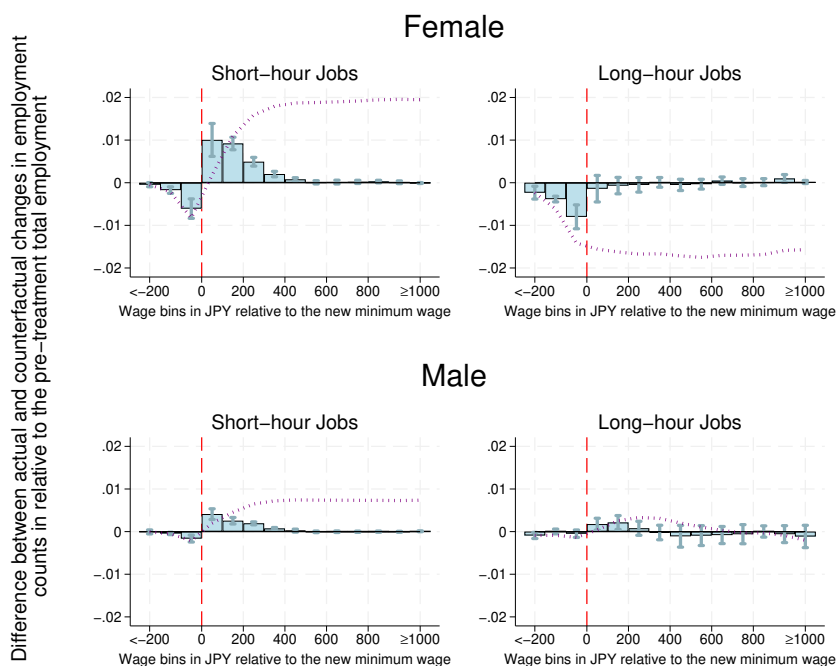 Difference between actual and counterfactual changes in employment
counts in relative to the pre−treatment total employment
Female
Short−hour Jobs
.02
.01
0
−.01
−.02
<−200 0 200 400 600 800 ≥1000
Wage bins in JPY relative to the new minimum wage
Long−hour Jobs
.02
.01
0
−.01
−.02
<−200 0 200 400 600 800 ≥1000
Wage bins in JPY relative to the new minimum wage
Male
Short−hour Jobs
.02
.01
0
−.01
−.02
<−200 0 200 400 600 800 ≥1000
Wage bins in JPY relative to the new minimum wage
Long−hour Jobs
.02
.01
0
−.01
−.02
<−200 0 200 400 600 800 ≥1000
Wage bins in JPY relative to the new minimum wage